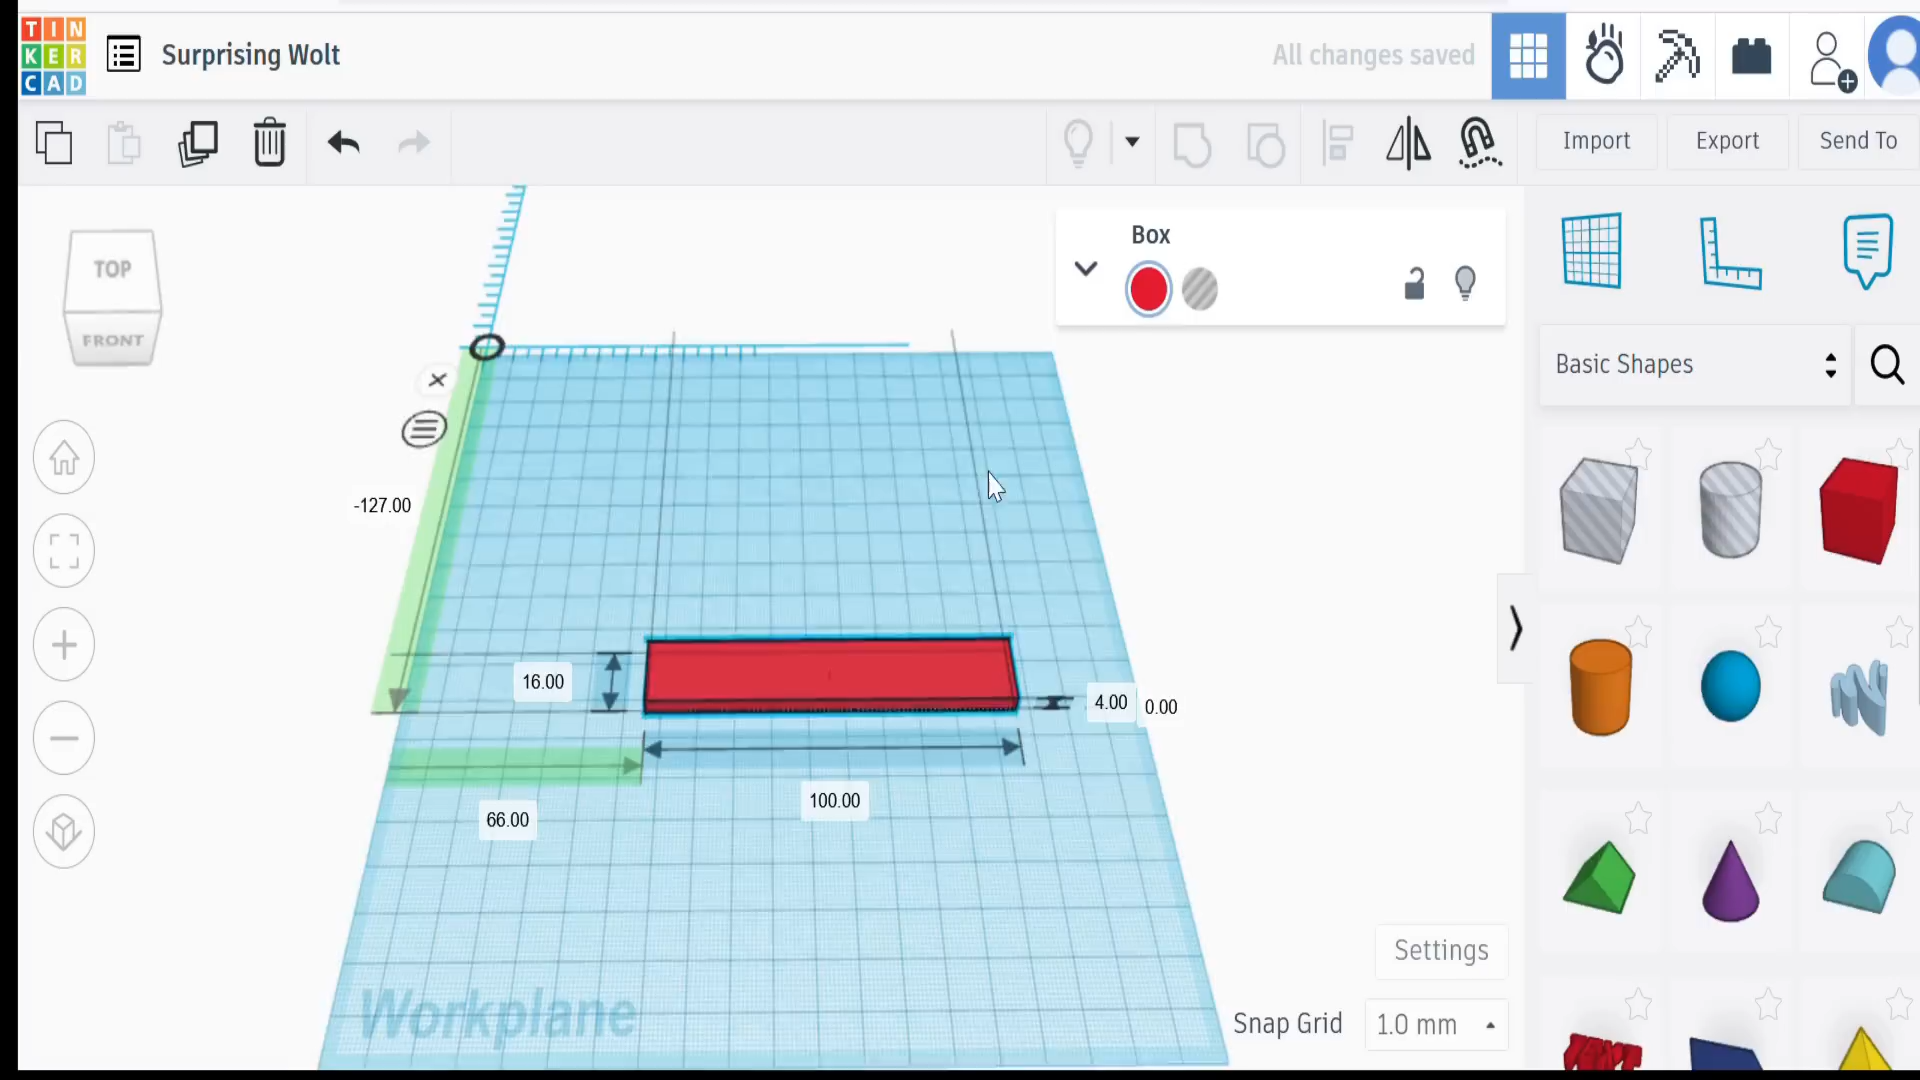 TIN
KER
CAD
Surprising Wolt
All changes saved
Import
Export
Send To
TOP
FRONT
Box
Basic Shapes
-127.00
16.00
4.00
0.00
66.00
100.00
Workplane
Settings
Snap Grid
1.0 mm